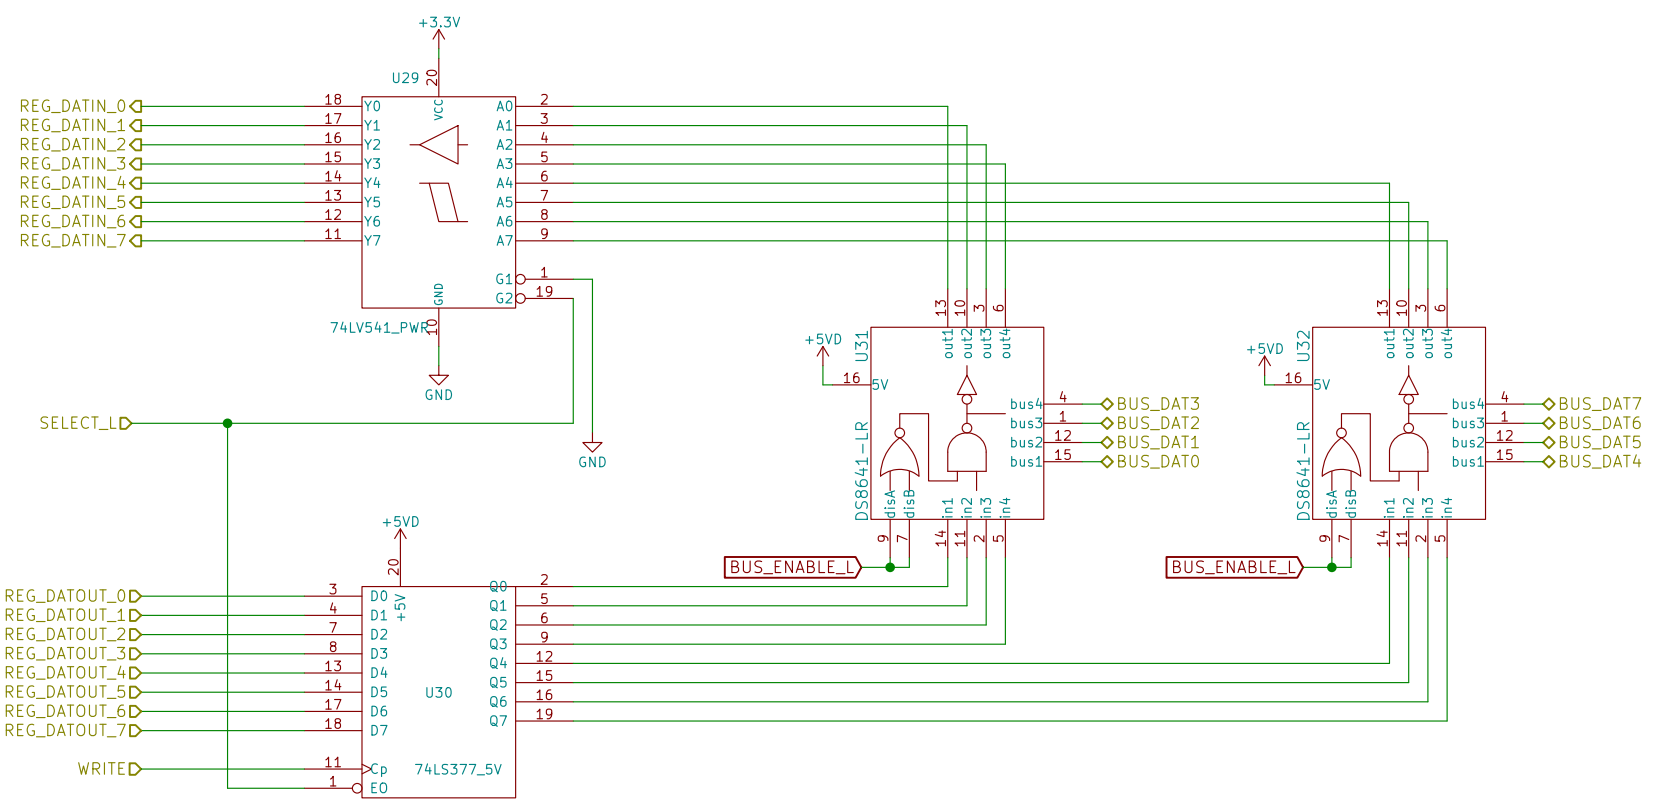 +3.3V
U29
20
VCC
REG_DATIN_0 18 Y0 A0 2
REG_DATIN_1 17 Y1 A1 3
REG_DATIN_2 16 Y2 A2 4
REG_DATIN_3 15 Y3 A3 5
REG_DATIN_4 14 Y4 A4 6
REG_DATIN_5 13 Y5 A5 7
REG_DATIN_6 12 Y6 A6 8
REG_DATIN_7 11 Y7 A7 9
G1 1
G2 19
GND
74LV541_PWR
10
GND
SELECT_L
GND
13 10 3 6
out1 out2 out3 out4
U31
+5VD
16 5V
DS8641-LR
bus4 4 BUS_DAT3
bus3 1 BUS_DAT2
bus2 12 BUS_DAT1
bus1 15 BUS_DAT0
disA disB in1 in2 in3 in4
9 7 14 11 2 5
BUS_ENABLE_L
13 10 3 6
out1 out2 out3 out4
U32
+5VD
16 5V
DS8641-LR
bus4 4 BUS_DAT7
bus3 1 BUS_DAT6
bus2 12 BUS_DAT5
bus1 15 BUS_DAT4
disA disB in1 in2 in3 in4
9 7 14 11 2 5
BUS_ENABLE_L
+5VD
20
+5V
Q0 2
REG_DATOUT_0 3 D0
Q1 5
REG_DATOUT_1 4 D1
Q2 6
REG_DATOUT_2 7 D2
Q3 9
REG_DATOUT_3 8 D3
Q4 12
REG_DATOUT_4 13 D4
Q5 15
REG_DATOUT_5 14 D5
U30
Q6 16
REG_DATOUT_6 17 D6
Q7 19
REG_DATOUT_7 18 D7
WRITE 11 Cp 74LS377_5V
1 EO